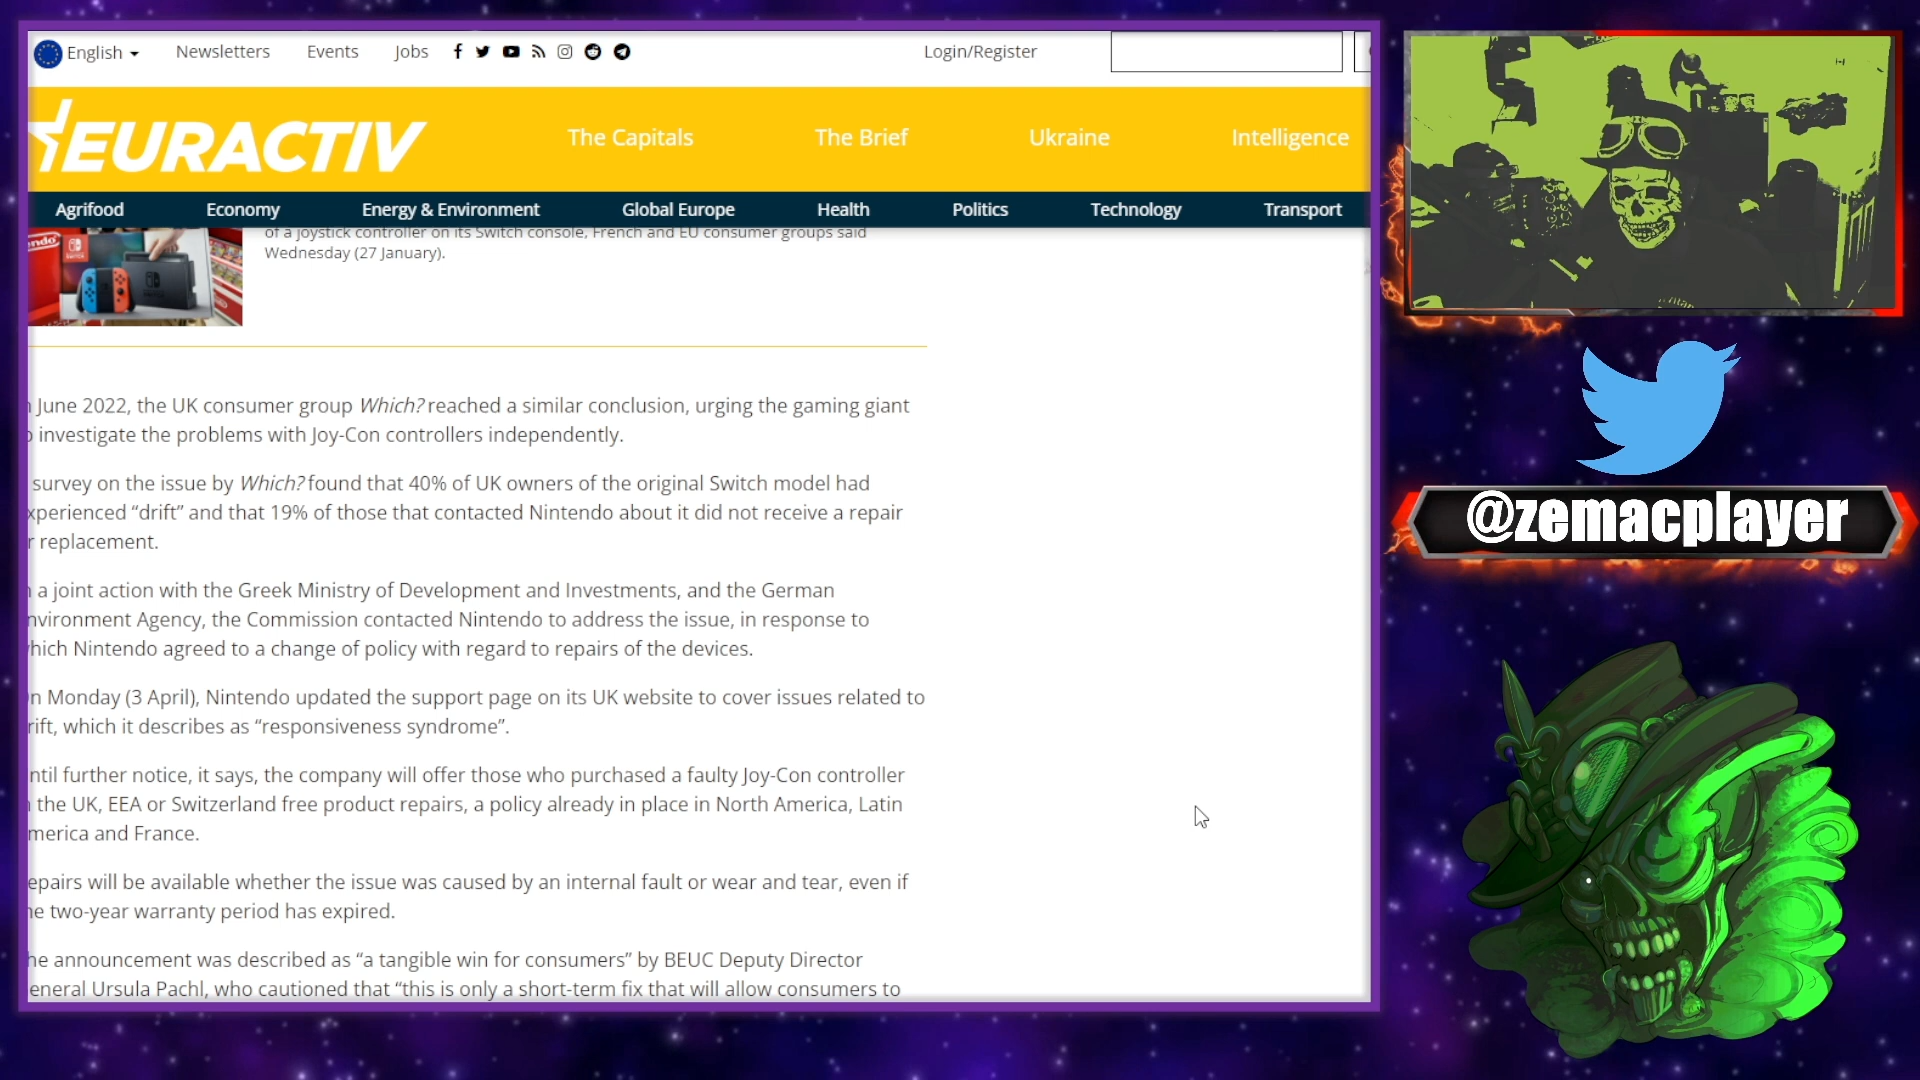 English
Newsletters
Events
Jobs
Login/Register
EURACTIV
The Capitals
The Brief
Ukraine
Intelligence
Agrifood
Economy
Energy & Environment
Global Europe
Health
Politics
Technology
Transport
of a joystick controller on its Switch console, French and EU consumer groups said
Wednesday (27 January).
June 2022, the UK consumer group Which? reached a similar conclusion, urging the gaming giant
investigate the problems with Joy-Con controllers independently.
survey on the issue by Which? found that 40% of UK owners of the original Switch model had
xperienced “drift” and that 19% of those that contacted Nintendo about it did not receive a repair
r replacement.
a joint action with the Greek Ministry of Development and Investments, and the German
nvironment Agency, the Commission contacted Nintendo to address the issue, in response to
hich Nintendo agreed to a change of policy with regard to repairs of the devices.
n Monday (3 April), Nintendo updated the support page on its UK website to cover issues related to
rift, which it describes as “responsiveness syndrome”.
ntil further notice, it says, the company will offer those who purchased a faulty Joy-Con controller
the UK, EEA or Switzerland free product repairs, a policy already in place in North America, Latin
merica and France.
epairs will be available whether the issue was caused by an internal fault or wear and tear, even if
he two-year warranty period has expired.
he announcement was described as “a tangible win for consumers” by BEUC Deputy Director
eneral Ursula Pachl, who cautioned that “this is only a short-term fix that will allow consumers to
@zemacplayer